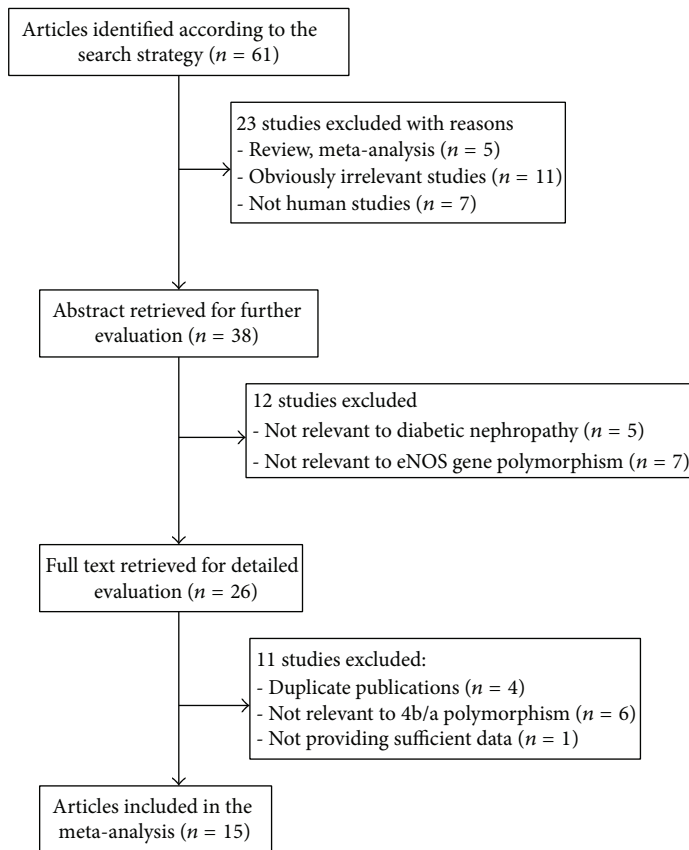 Articles identified according to the
search strategy (n = 61)
23 studies excluded with reasons
- Review, meta-analysis (n = 5)
- Obviously irrelevant studies (n = 11)
- Not human studies (n = 7)
Abstract retrieved for further
evaluation (n = 38)
12 studies excluded
- Not relevant to diabetic nephropathy (n = 5)
- Not relevant to eNOS gene polymorphism (n = 7)
Full text retrieved for detailed
evaluation (n = 26)
11 studies excluded:
- Duplicate publications (n = 4)
- Not relevant to 4b/a polymorphism (n = 6)
- Not providing sufficient data (n = 1)
Articles included in the
meta-analysis (n = 15)